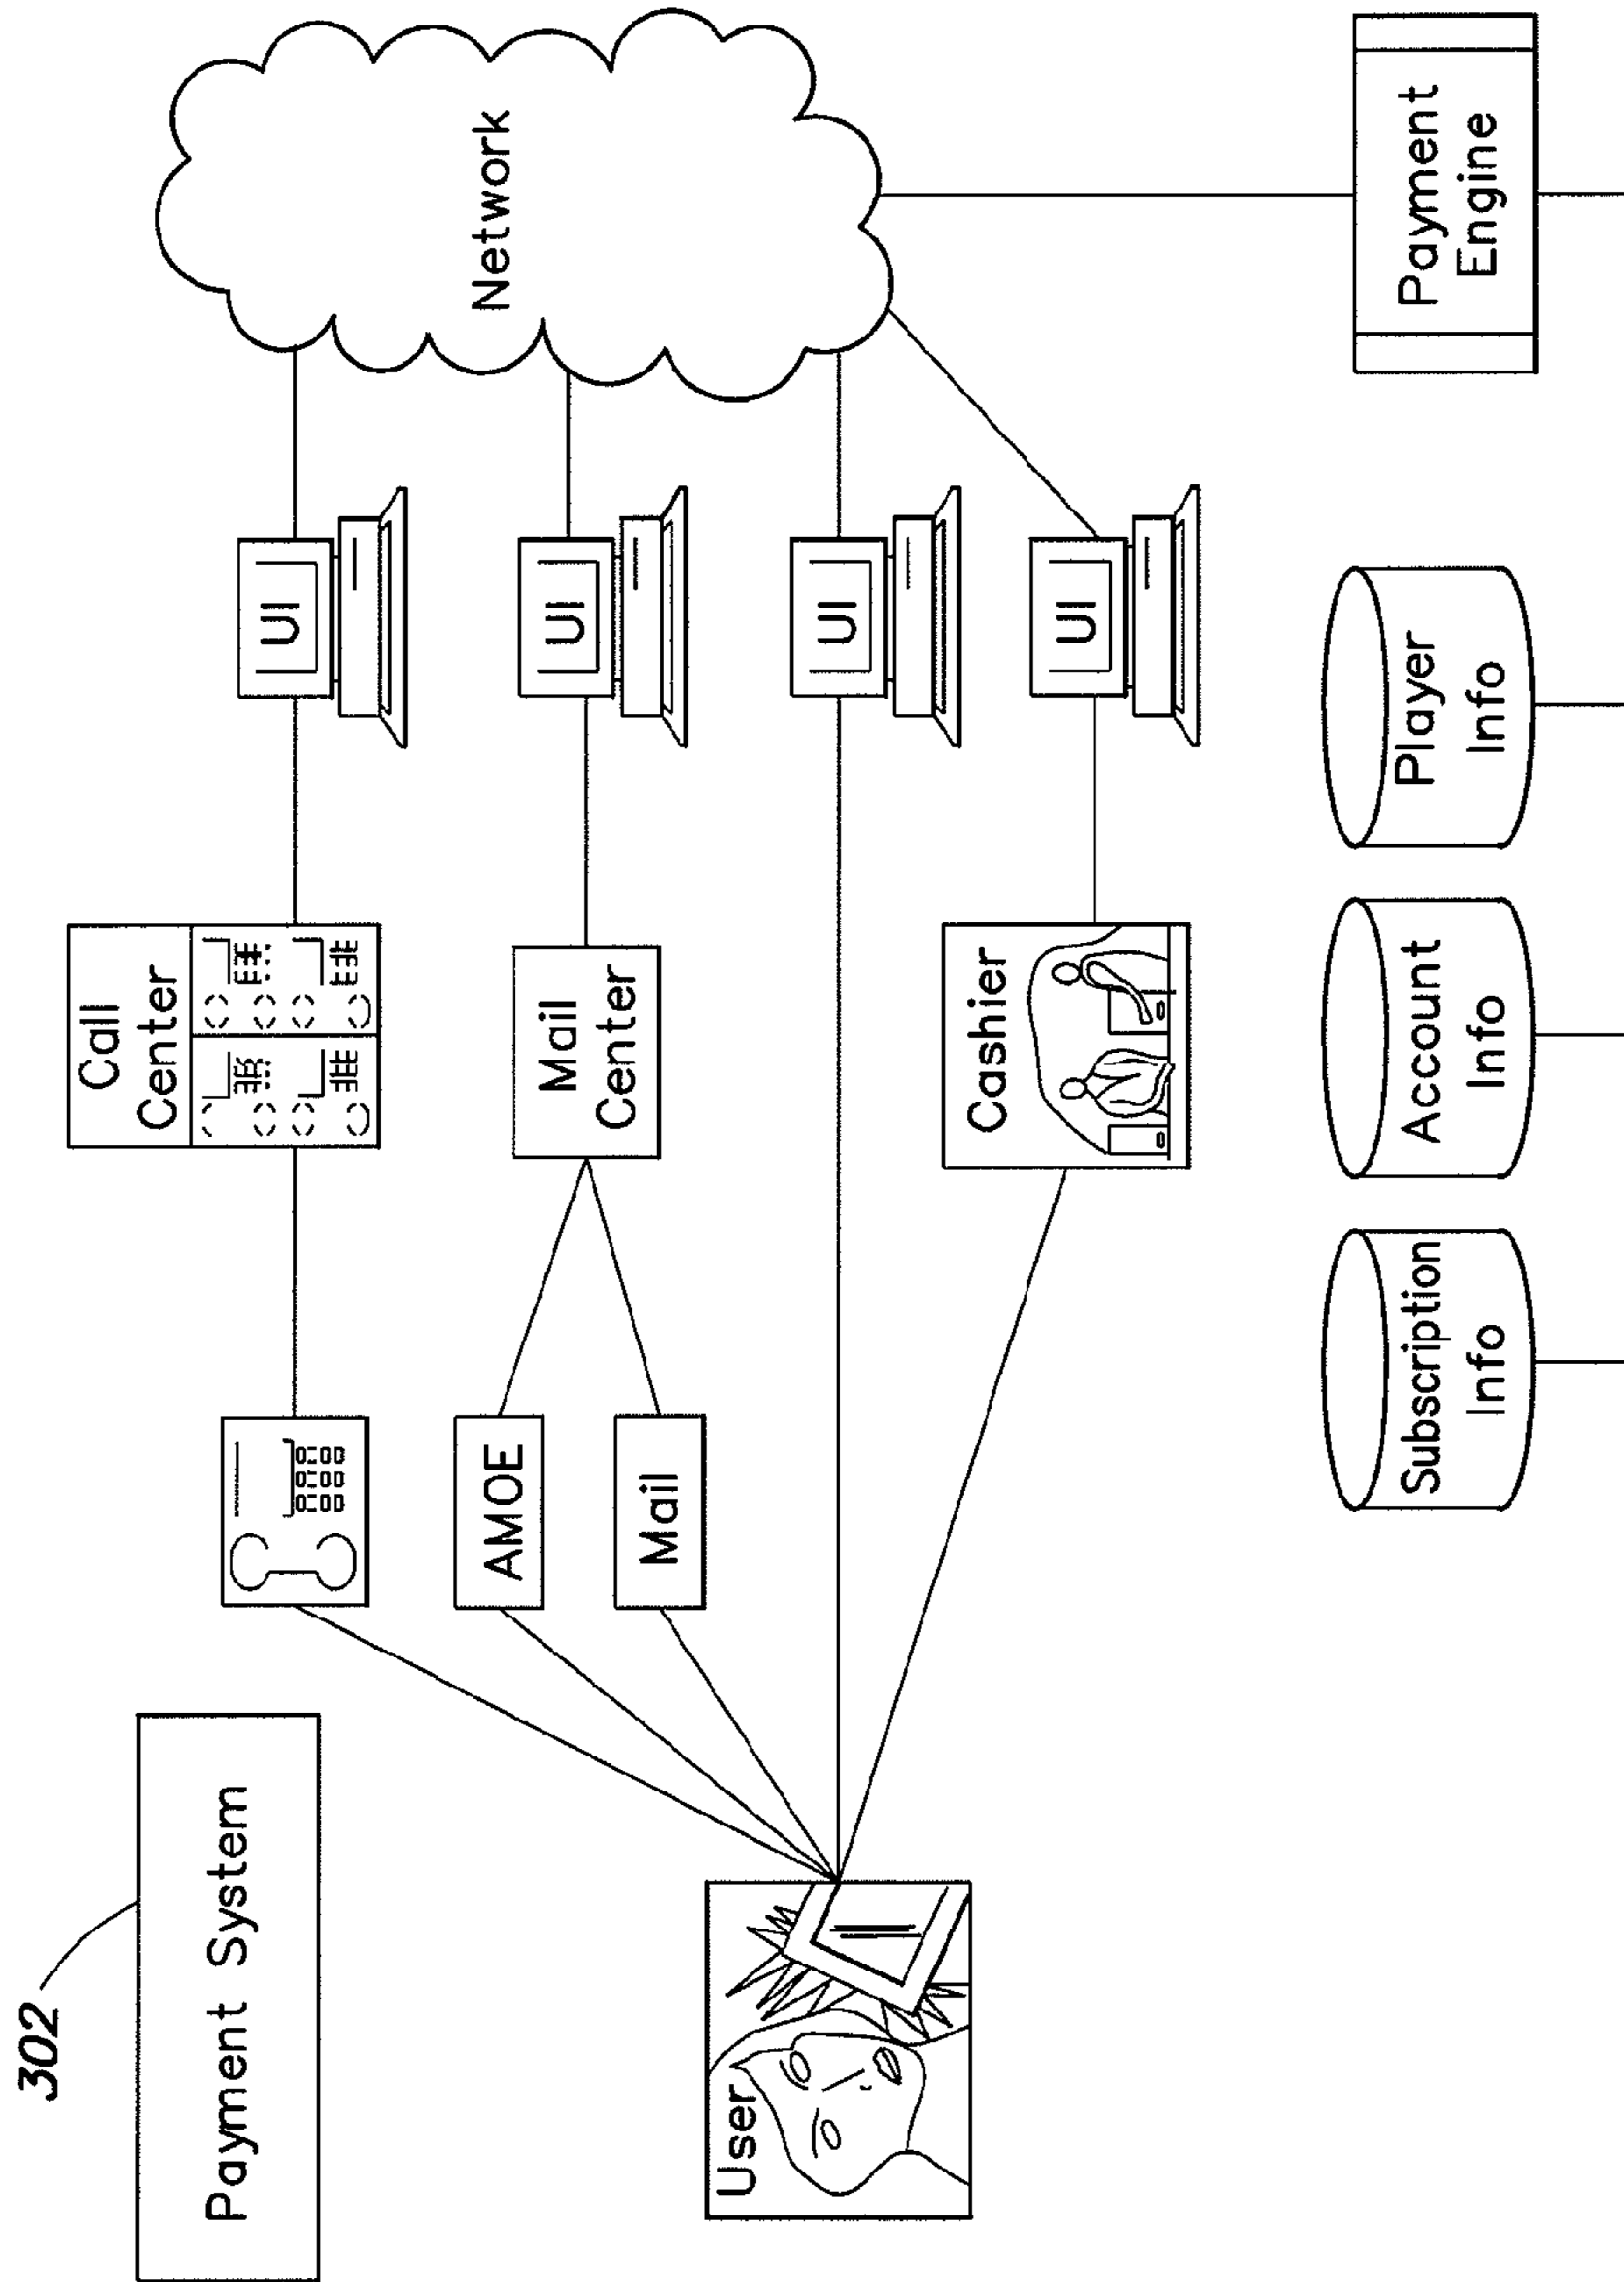 302
Payment System
Call
Center
UI
Network
AMOE
Mail
Center
UI
Mail
User
UI
Cashier
UI
Subscription
Info
Account
Info
Player
Info
Payment
Engine